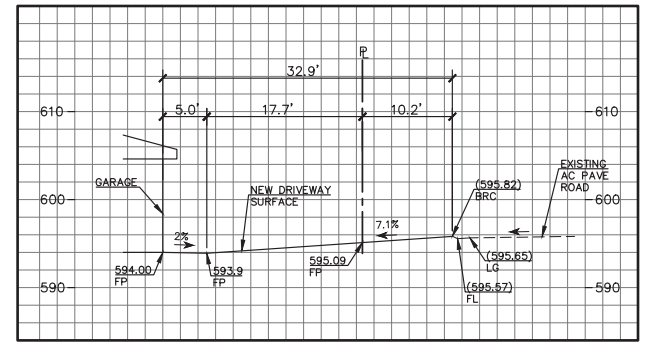 PL
32.9'
5.0'
17.7'
10.2'
610
610
600
600
590
590
GARAGE
NEW DRIVEWAY
SURFACE
2%
7.1%
(595.82)
BRC
EXISTING
AC PAVE
ROAD
594.00
FP
593.9
FP
595.09
FP
(595.65)
LG
(595.57)
FL